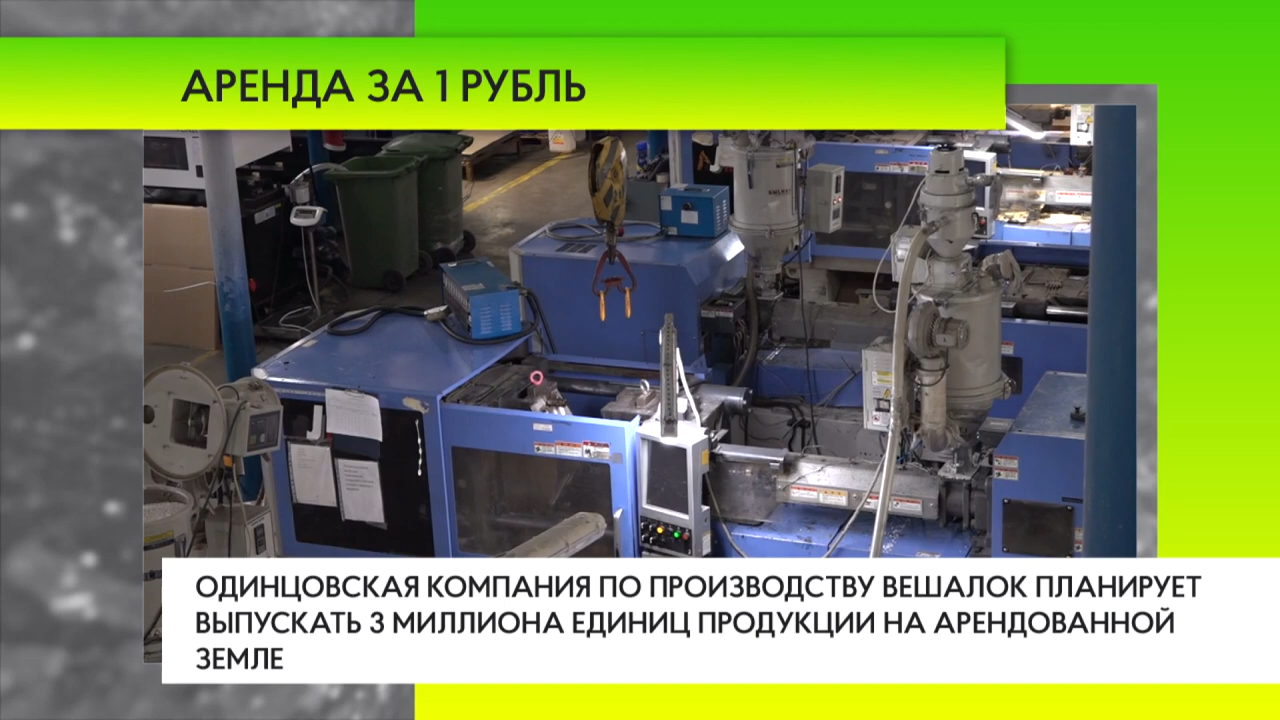 АРЕНДА ЗА 1 РУБЛЬ
ОДИНЦОВСКАЯ КОМПАНИЯ ПО ПРОИЗВОДСТВУ ВЕШАЛОК ПЛАНИРУЕТ
ВЫПУСКАТЬ 3 МИЛЛИОНА ЕДИНИЦ ПРОДУКЦИИ НА АРЕНДОВАННОЙ
ЗЕМЛЕ